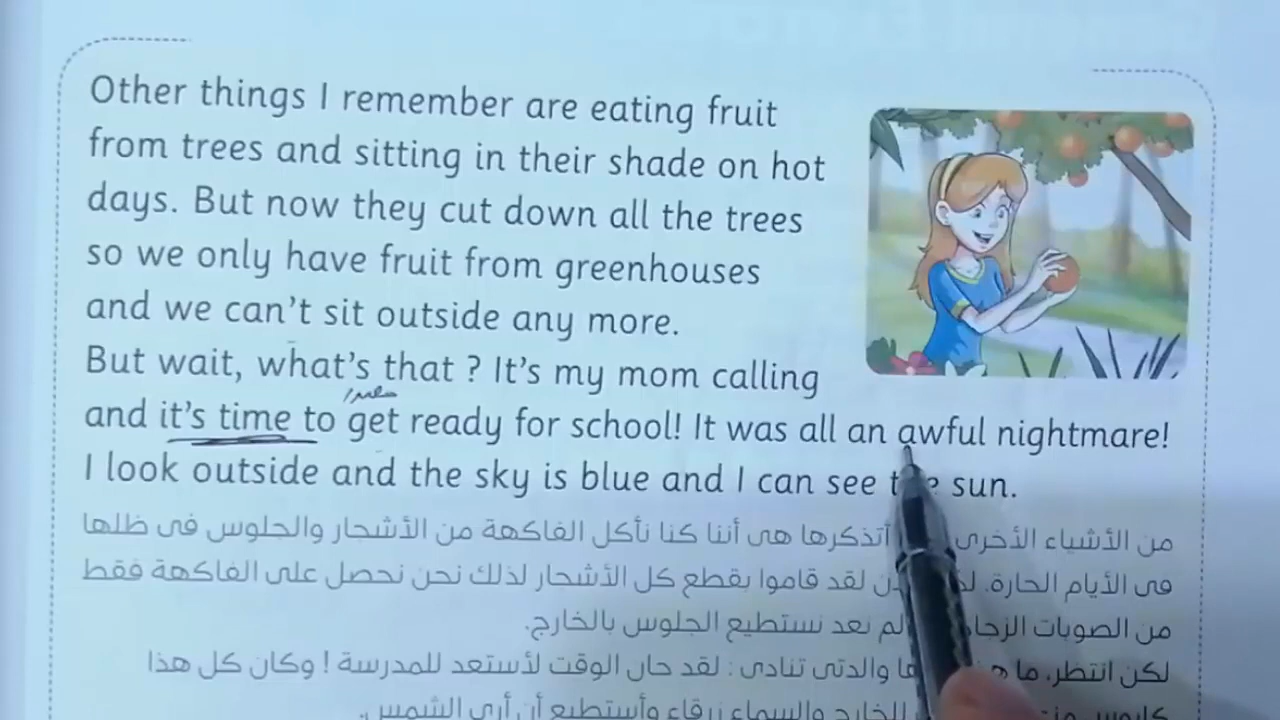 Other things I remember are eating fruit
from trees and sitting in their shade on hot
days. But now they cut down all the trees
so we only have fruit from greenhouses
and we can't sit outside any more.
But wait, what's that ? It's my mom calling
and it's time to get ready for school! It was all an awful nightmare!
I look outside and the sky is blue and I can see the sun.
من الأشياء الأخرى أتذكرها هى أننا كنا نأكل الفاكهة من الأشجار والجلوس فى ظلها
فى الأيام الحارة. لقد قاموا بقطع كل الأشجار لذلك نحن نحصل على الفاكهة فقط
من الصوبات لم نعد نستطيع الجلوس بالخارج.
لكن انتظر، ما والدتى تنادى : لقد حان الوقت لأستعد للمدرسة ! وكان كل هذا
للخارج والسماء زرقاء وأستطيع أن أرى الشمس.